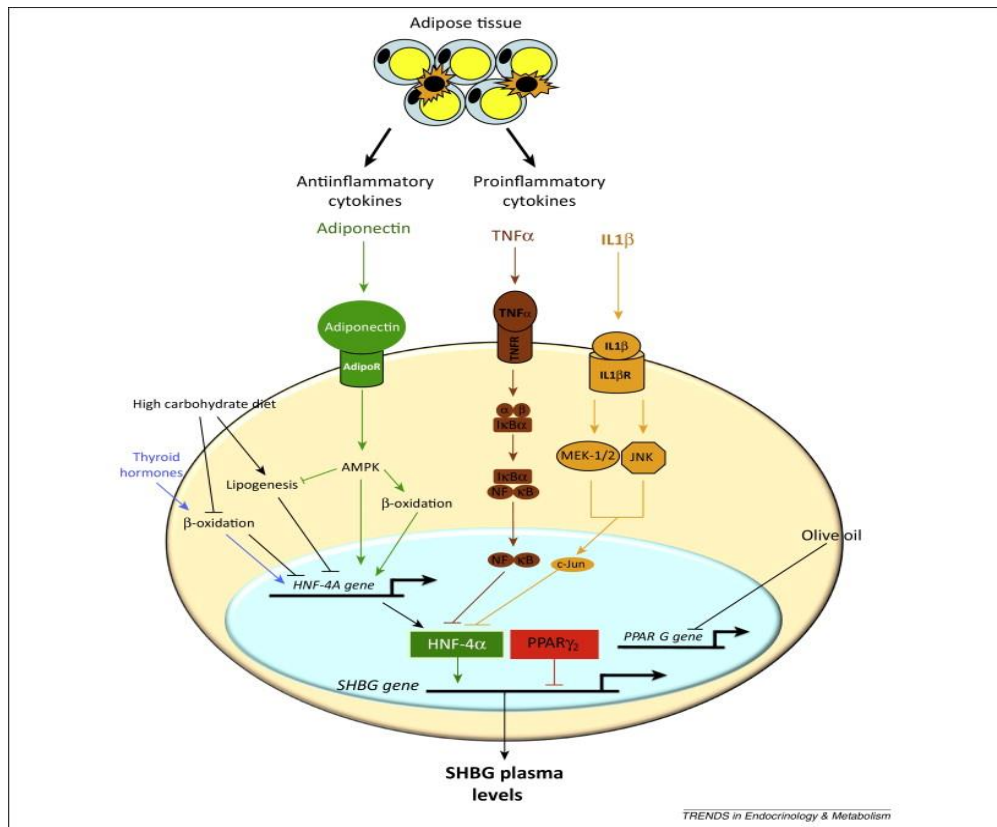 Adipose tissue
Antiinflammatory
cytokines
Proinflammatory
cytokines
Adiponectin
TNFα
IL1β
Adiponectin
AdipoR
TNFα
TNFR
IL1β
IL1βR
High carbohydrate diet
Thyroid
hormones
Lipogenesis
β-oxidation
AMPK
β-oxidation
α β
IκBα
IκBα
NF κB
NF κB
MEK-1/2
JNK
c-Jun
Olive oil
HNF-4A gene
HNF-4α
PPARγ2
PPAR G gene
SHBG gene
SHBG plasma
levels
TRENDS in Endocrinology & Metabolism